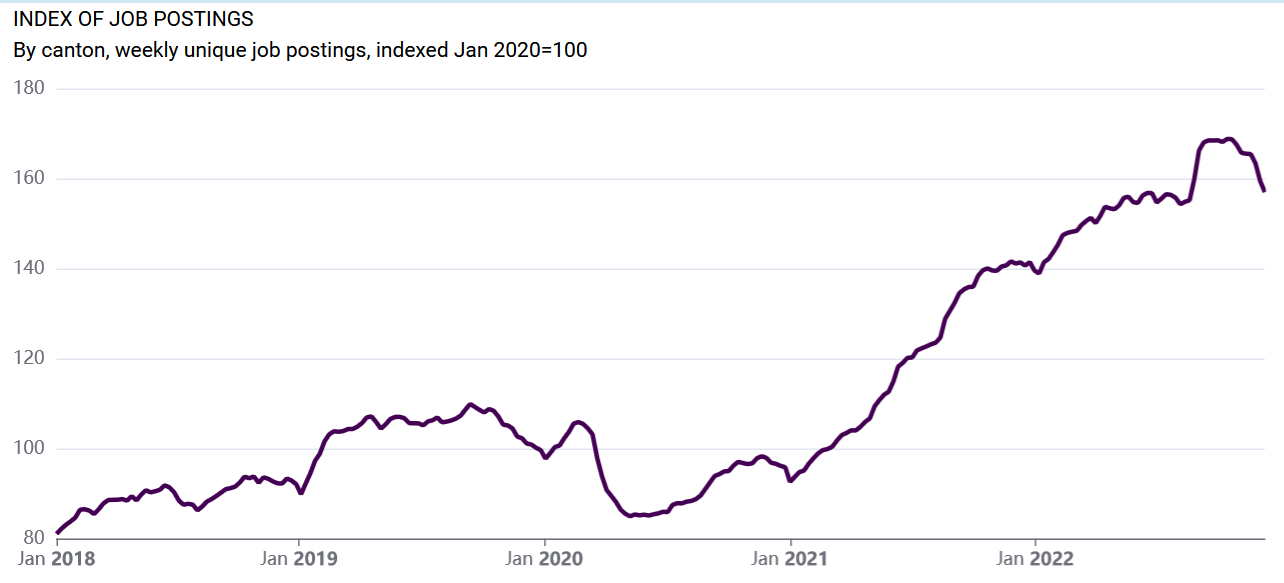 INDEX OF JOB POSTINGS
By canton, weekly unique job postings, indexed Jan 2020=100
180
160
140
120
100
80
Jan 2018 Jan 2019 Jan 2020 Jan 2021 Jan 2022